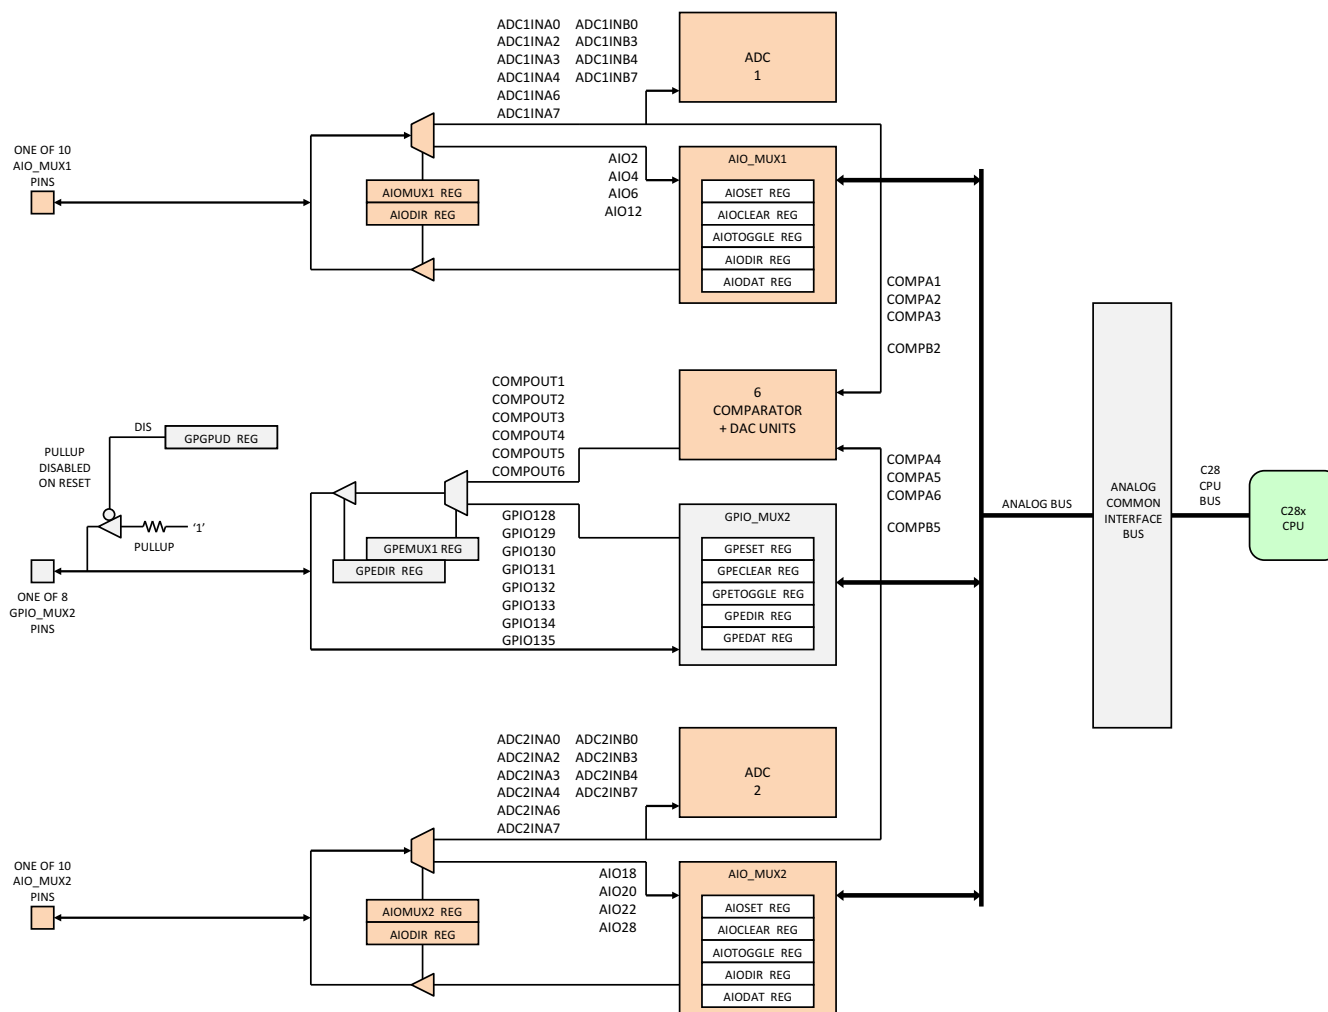 ADC1INA0 ADC1INB0
ADC1INA2 ADC1INB3
ADC1INA3 ADC1INB4
ADC1INA4 ADC1INB7
ADC1INA6
ADC1INA7
ADC
1
ONE OF 10
AIO_MUX1
PINS
AIOMUX1 REG
AIODIR REG
AIO2
AIO4
AIO6
AIO12
AIO_MUX1
AIOSET REG
AIOCLEAR REG
AIOTOGGLE REG
AIODIR REG
AIODAT REG
COMPA1
COMPA2
COMPA3
COMPB2
COMPOUT1
COMPOUT2
COMPOUT3
COMPOUT4
COMPOUT5
COMPOUT6
6
COMPARATOR
+ DAC UNITS
DIS
GPGPUD REG
PULLUP
DISABLED
ON RESET
'1'
PULLUP
ONE OF 8
GPIO_MUX2
PINS
GPEMUX1 REG
GPEDIR REG
GPIO128
GPIO129
GPIO130
GPIO131
GPIO132
GPIO133
GPIO134
GPIO135
GPIO_MUX2
GPESET REG
GPECLEAR REG
GPETOGGLE REG
GPEDIR REG
GPEDAT REG
COMPA4
COMPA5
COMPA6
COMPB5
ANALOG BUS
ANALOG
COMMON
INTERFACE
BUS
C28
CPU
BUS
C28x
CPU
ADC2INA0 ADC2INB0
ADC2INA2 ADC2INB3
ADC2INA3 ADC2INB4
ADC2INA4 ADC2INB7
ADC2INA6
ADC2INA7
ADC
2
ONE OF 10
AIO_MUX2
PINS
AIOMUX2 REG
AIODIR REG
AIO18
AIO20
AIO22
AIO28
AIO_MUX2
AIOSET REG
AIOCLEAR REG
AIOTOGGLE REG
AIODIR REG
AIODAT REG